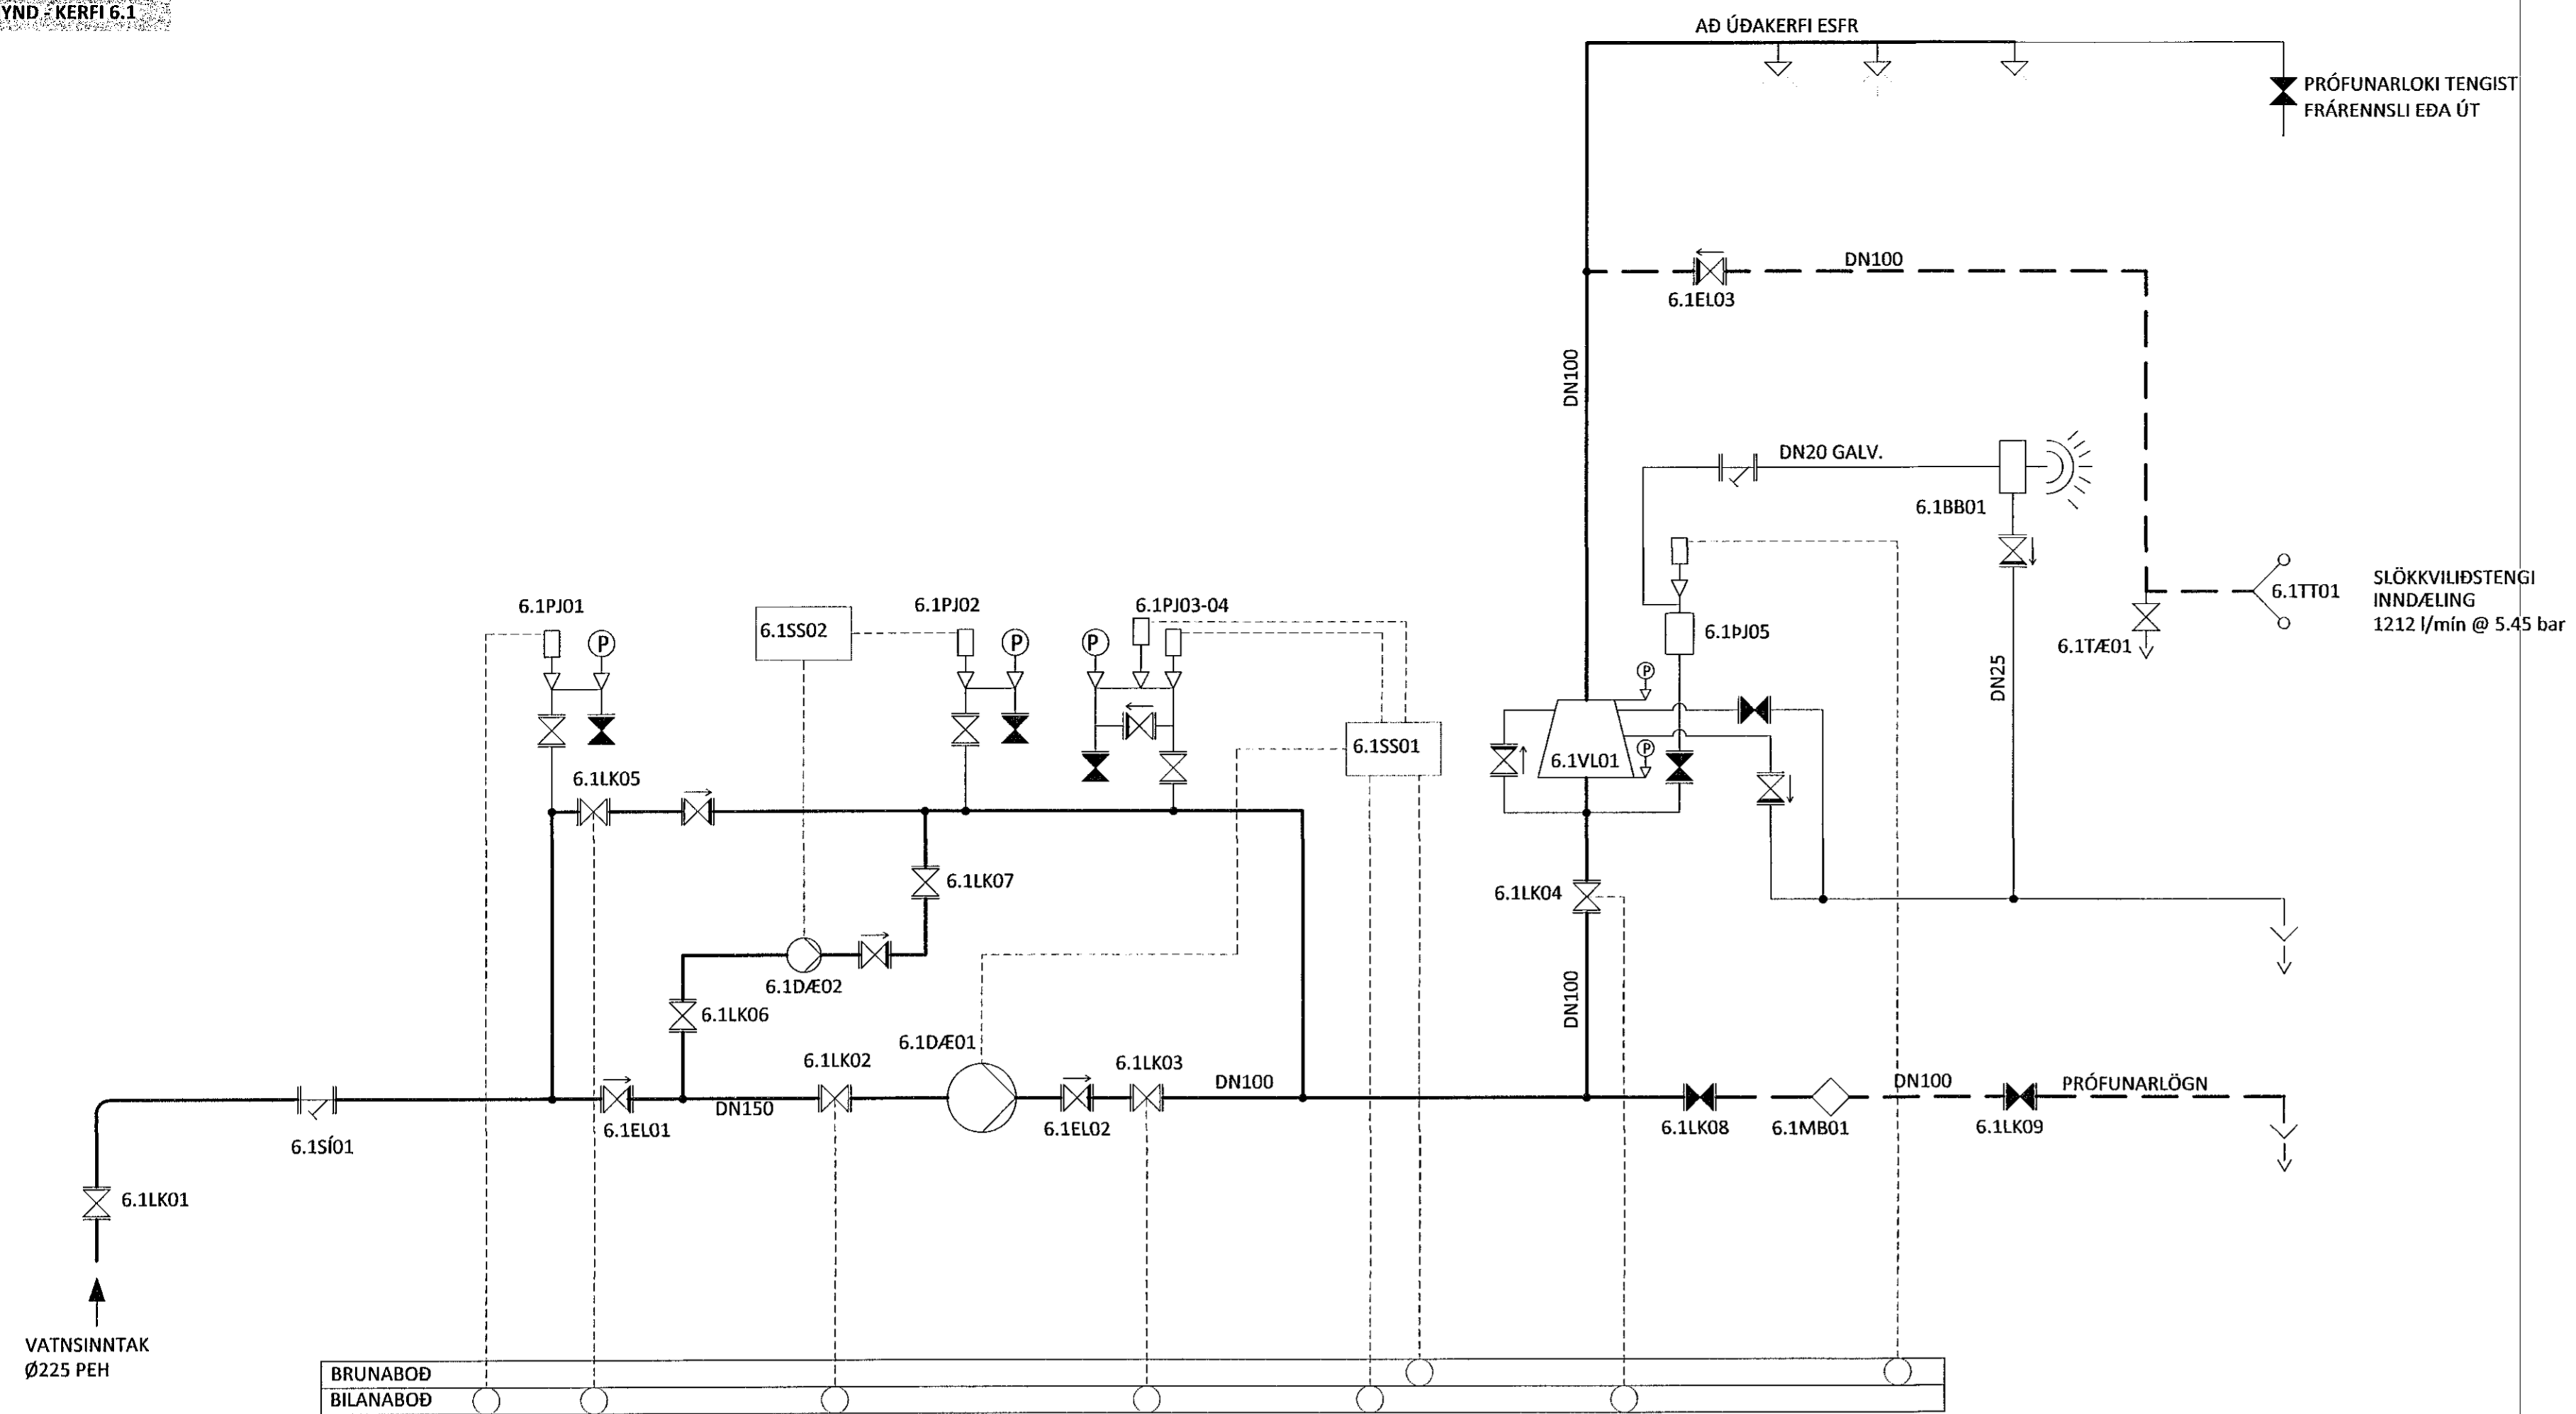 YND - KERFI 6.1
AÐ ÚÐAKERFI ESFR
PRÓFUNARLOKI TENGIST
FRÁRENNSLI EÐA ÚT
DN100
6.1EL03
DN100
DN20 GALV.
6.1BB01
6.1PJ01
6.1SS02
6.1PJ02
6.1PJ03-04
P
P
P
6.1ÞJ05
6.1TT01
SLÖKKVILIÐSTENGI
INNDÆLING
1212 l/mín @ 5.45 bar
6.1TÆ01
DN25
P
P
6.1SS01
6.1VL01
6.1LK05
6.1LK07
6.1LK04
6.1DÆ02
6.1LK06
DN100
6.1DÆ01
6.1LK02
6.1LK03
DN100
DN150
6.1EL01
6.1EL02
6.1SÍ01
DN100
PRÓFUNARLÖGN
6.1LK08
6.1MB01
6.1LK09
6.1LK01
VATNSINNTAK
Ø225 PEH
BRUNABOÐ
BILANABOÐ